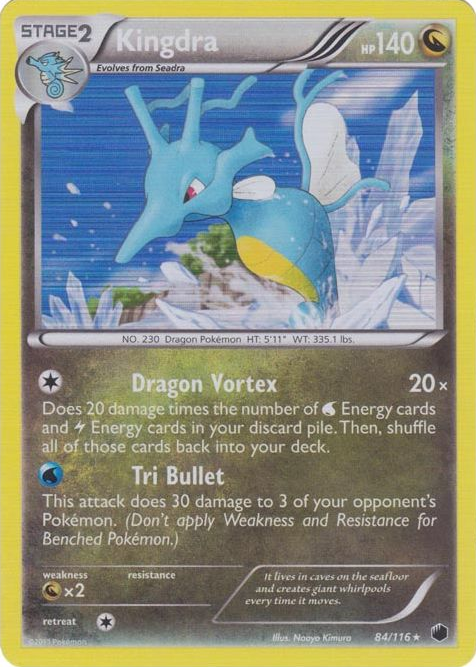 STAGE2
Kingdra
HP140
Evolves from Seadra
NO. 230 Dragon Pokémon HT: 5'11" WT: 335.1 lbs.
Dragon Vortex 20×
Does 20 damage times the number of Energy cards
and Energy cards in your discard pile. Then, shuffle
all of those cards back into your deck.
Tri Bullet
This attack does 30 damage to 3 of your opponent's
Pokémon. (Don't apply Weakness and Resistance for
Benched Pokémon.)
weakness resistance
×2
It lives in caves on the seafloor
and creates giant whirlpools
every time it moves.
retreat
Illus. Naoyo Kimura 84/116★